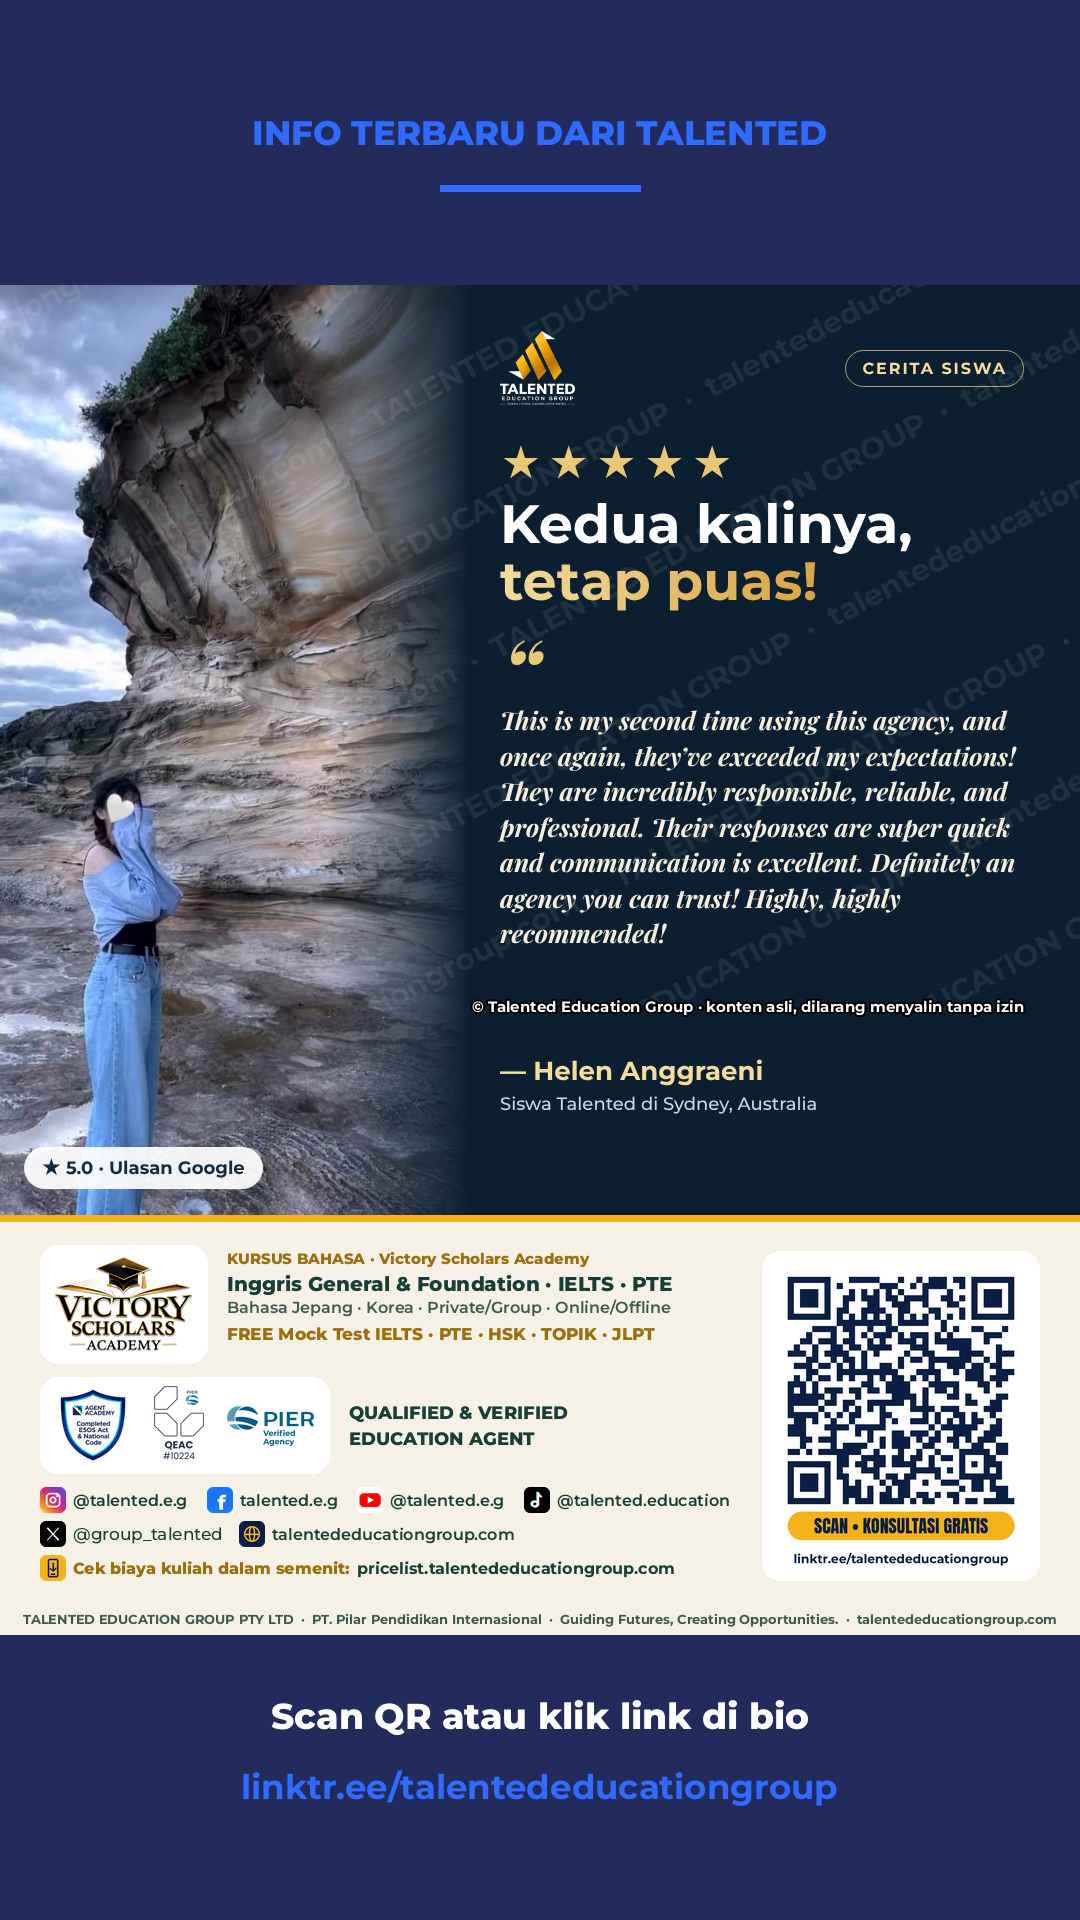 INFO TERBARU DARI TALENTED
TALENTED
EDUCATION GROUP
CERITA SISWA
★★★★★
Kedua kalinya,
tetap puas!
“
This is my second time using this agency, and
once again, they’ve exceeded my expectations!
They are incredibly responsible, reliable, and
professional. Their responses are super quick
and communication is excellent. Definitely an
agency you can trust! Highly, highly
recommended!
© Talented Education Group · konten asli, dilarang menyalin tanpa izin
— Helen Anggraeni
Siswa Talented di Sydney, Australia
★ 5.0 · Ulasan Google
VICTORY
SCHOLARS
ACADEMY
KURSUS BAHASA · Victory Scholars Academy
Inggris General & Foundation · IELTS · PTE
Bahasa Jepang · Korea · Private/Group · Online/Offline
FREE Mock Test IELTS · PTE · HSK · TOPIK · JLPT
AGENT
ACADEMY
Completed
ESOS Act
& National
Code
PIER
QEAC
#10224
PIER
Verified
Agency
QUALIFIED & VERIFIED
EDUCATION AGENT
@talented.e.g talented.e.g @talented.e.g @talented.education
@group_talented talentededucationgroup.com
Cek biaya kuliah dalam semenit: pricelist.talentededucationgroup.com
SCAN • KONSULTASI GRATIS
linktr.ee/talentededucationgroup
TALENTED EDUCATION GROUP PTY LTD · PT. Pilar Pendidikan Internasional · Guiding Futures, Creating Opportunities. · talentededucationgroup.com
Scan QR atau klik link di bio
linktr.ee/talentededucationgroup